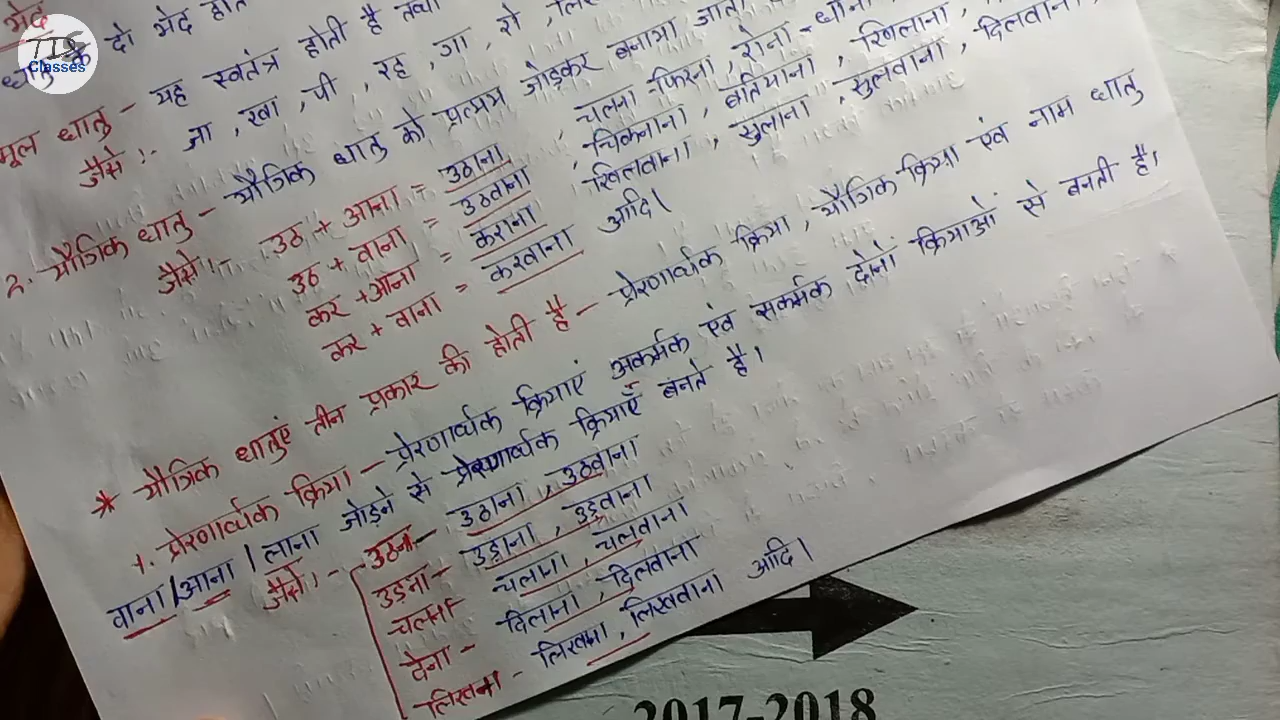 TIS
Classes
भेद
धातु के दो भेद होते
मूल धातु - यह स्वतंत्र होती है तथा
जैसे :- जा , खा , पी , रह , गा , रो ,
2. यौगिक धातु - यौगिक धातु को प्रत्यय जोड़कर बनाया जाता
जैसे :- उठ + आना = उठाना , चलना - फिरना , रोना - धोना
उठ + वाना = उठवाना , चिकनाना , बतियाना , खिलाना ,
कर + आना = कराना , खिलवाना , सुलाना , सुलवाना , दिलवाना ,
कर + वाना = करवाना आदि।
* यौगिक धातुएं तीन प्रकार की होती है - प्रेरणार्थक क्रिया , यौगिक क्रिया एवं नाम धातु
1. प्रेरणार्थक क्रिया - प्रेरणार्थक क्रियाएं अकर्मक एवं सकर्मक दोनों क्रियाओं से बनती है।
वाना / आना / लाना जोड़ने से प्रेरणार्थक क्रियाएँ बनते है।
जैसे :- उठना - उठाना , उठवाना
उड़ना - उड़ाना , उड़वाना
चलना - चलाना , चलवाना
देना - दिलाना , दिलवाना
लिखना - लिखाना , लिखवाना आदि।
2017-2018